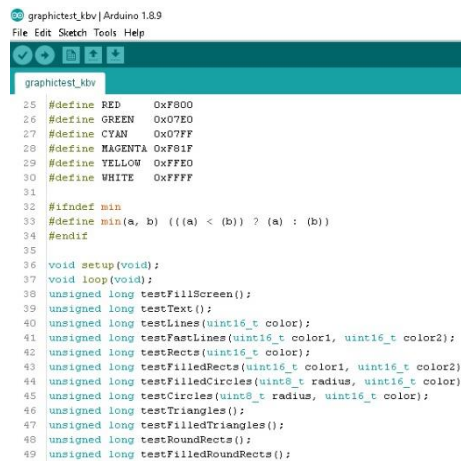 graphictest_kbv | Arduino 1.8.9
File Edit Sketch Tools Help
graphictest_kbv
25 #define RED 0xF800
26 #define GREEN 0x07E0
27 #define CYAN 0x07FF
28 #define MAGENTA 0xF81F
29 #define YELLOW 0xFFE0
30 #define WHITE 0xFFFF
31
32 #ifndef min
33 #define min(a, b) (((a) < (b)) ? (a) : (b))
34 #endif
35
36 void setup(void);
37 void loop(void);
38 unsigned long testFillScreen();
39 unsigned long testText();
40 unsigned long testLines(uint16_t color);
41 unsigned long testFastLines(uint16_t color1, uint16_t color2);
42 unsigned long testRects(uint16_t color);
43 unsigned long testFilledRects(uint16_t color1, uint16_t color2)
44 unsigned long testFilledCircles(uint8_t radius, uint16_t color)
45 unsigned long testCircles(uint8_t radius, uint16_t color);
46 unsigned long testTriangles();
47 unsigned long testFilledTriangles();
48 unsigned long testRoundRects();
49 unsigned long testFilledRoundRects();